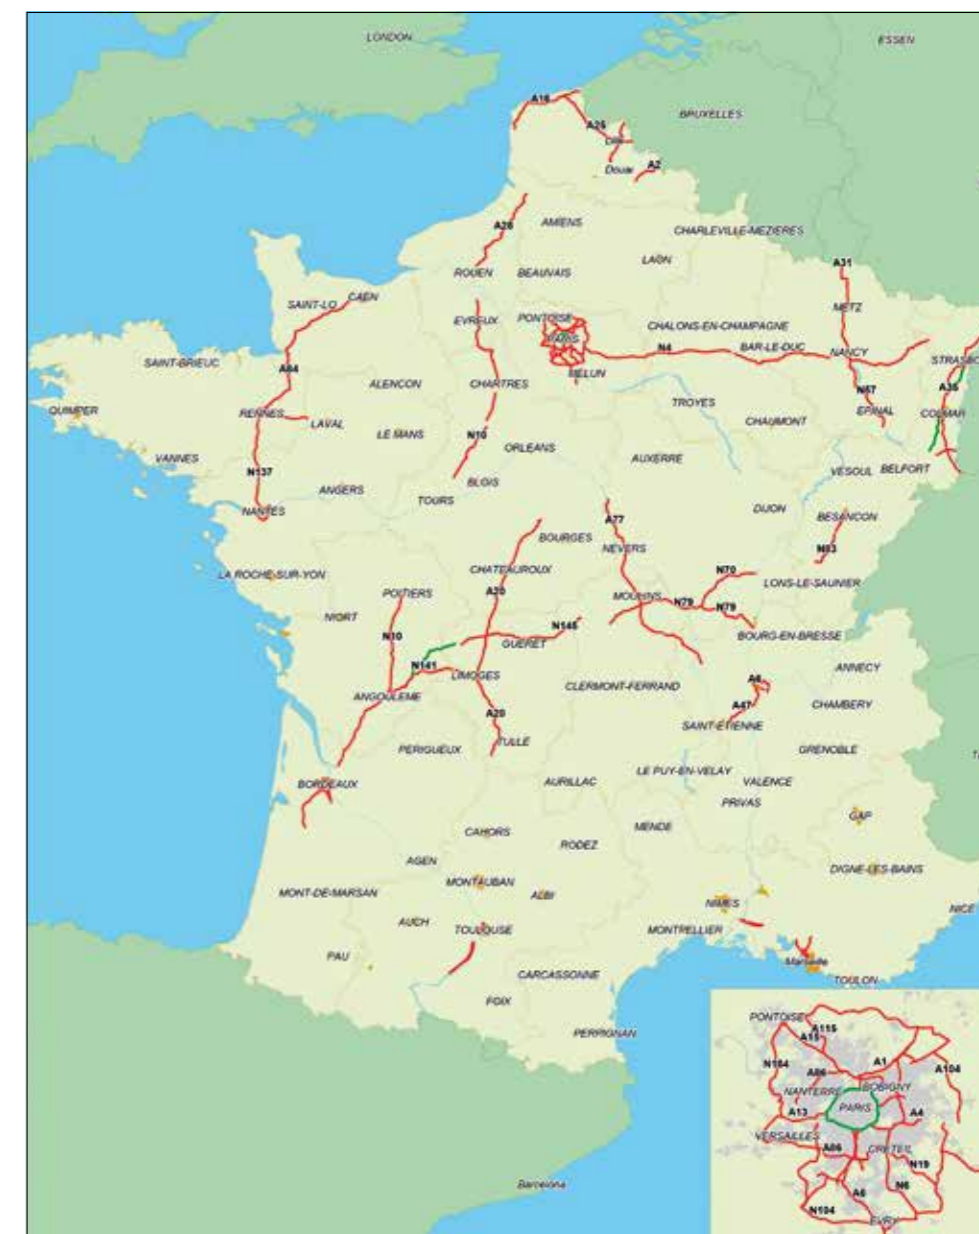 LONDON
ESSEN
A16
BRUXELLES
A25
Lille
Douai
A2
AMIENS
A28
CHARLEVILLE-MEZIERES
LAON
A31
ROUEN
BEAUVAIS
SAINT-LO
CAEN
METZ
EVREUX
PONTOISE
CHALONS-EN-CHAMPAGNE
PARIS
N4
BAR-LE-DUC
NANCY
SAINT-BRIEUC
STRASBO
A84
MELUN
ALENCON
CHARTRES
N57
A35
TROYES
QUIMPER
RENNES
EPINAL
COLMAR
LAVAL
LE MANS
N10
CHAUMONT
ORLEANS
VANNES
AUXERRE
N137
VESOUL
BELFORT
BLOIS
ANGERS
TOURS
NANTES
A77
DIJON
BESANCON
BOURGES
NEVERS
N83
CHATEAUROUX
N70
LA ROCHE-SUR-YON
LONS-LE-SAUNIER
A20
POITIERS
MOULINS
N79
N79
NIORT
N145
N10
BOURG-EN-BRESSE
GUERET
N141
ANNECY
LIMOGES
A6
CLERMONT-FERRAND
ANGOULEME
A47
CHAMBERY
A20
SAINT-ETIENNE
TULLE
PERIGUEUX
GRENOBLE
LE PUY-EN-VELAY
BORDEAUX
AURILLAC
VALENCE
PRIVAS
GAP
MENDE
CAHORS
RODEZ
AGEN
DIGNE-LES-BAINS
MONTAUBAN
MONT-DE-MARSAN
ALBI
NIMES
NICE
AUCH
TOULOUSE
MONTPELLIER
PAU
Marseille
CARCASSONNE
TOULON
FOIX
PERPIGNAN
PONTOISE
A115
A15
A1
N184
A86
A104
NANTERRE
BOBIGNY
PARIS
A13
A4
VERSAILLES
A86
CRETEIL
N19
A6
N6
Barcelona
N104
EVRY